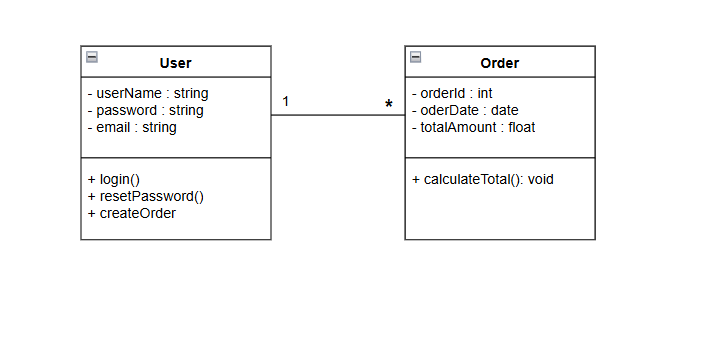 User
- userName : string
- password : string
- email : string
+ login()
+ resetPassword()
+ createOrder
1
*
Order
- orderId : int
- oderDate : date
- totalAmount : float
+ calculateTotal(): void